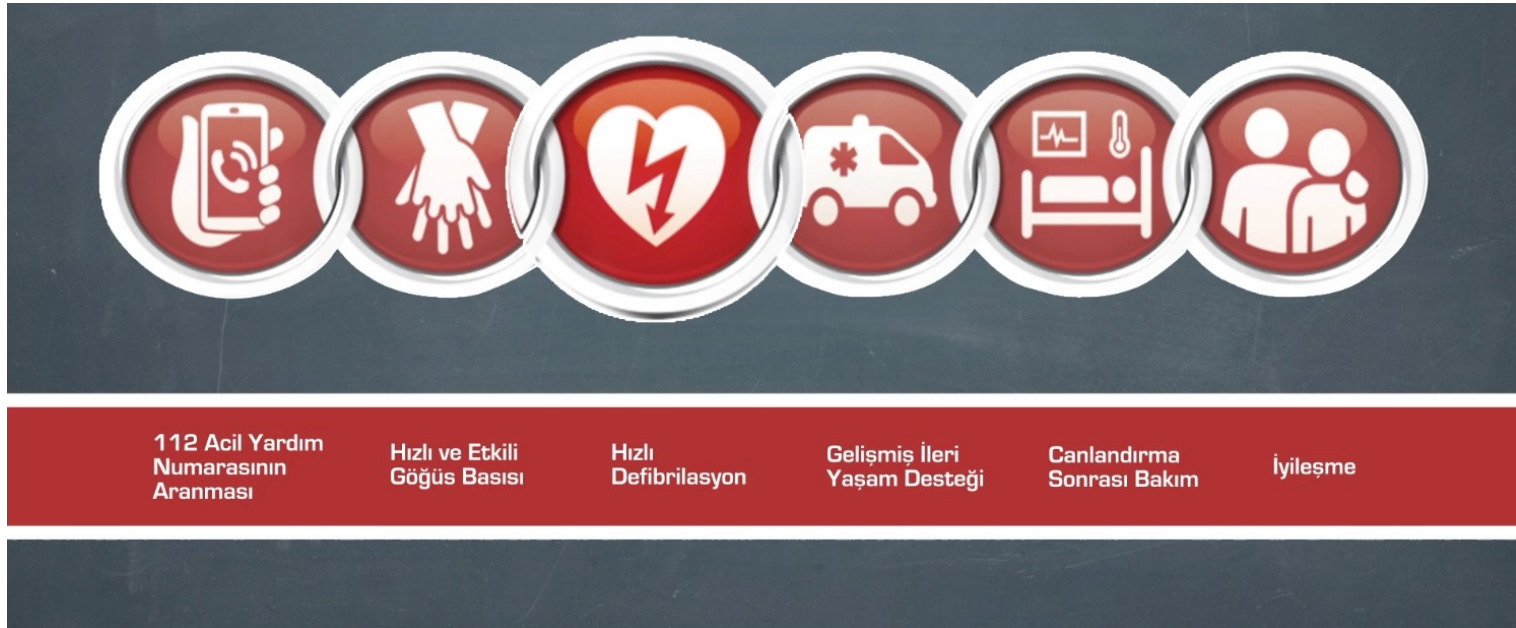 112 Acil Yardım
Numarasının
Aranması
Hızlı ve Etkili
Göğüs Basısı
Hızlı
Defibrilasyon
Gelişmiş İleri
Yaşam Desteği
Canlandırma
Sonrası Bakım
İyileşme